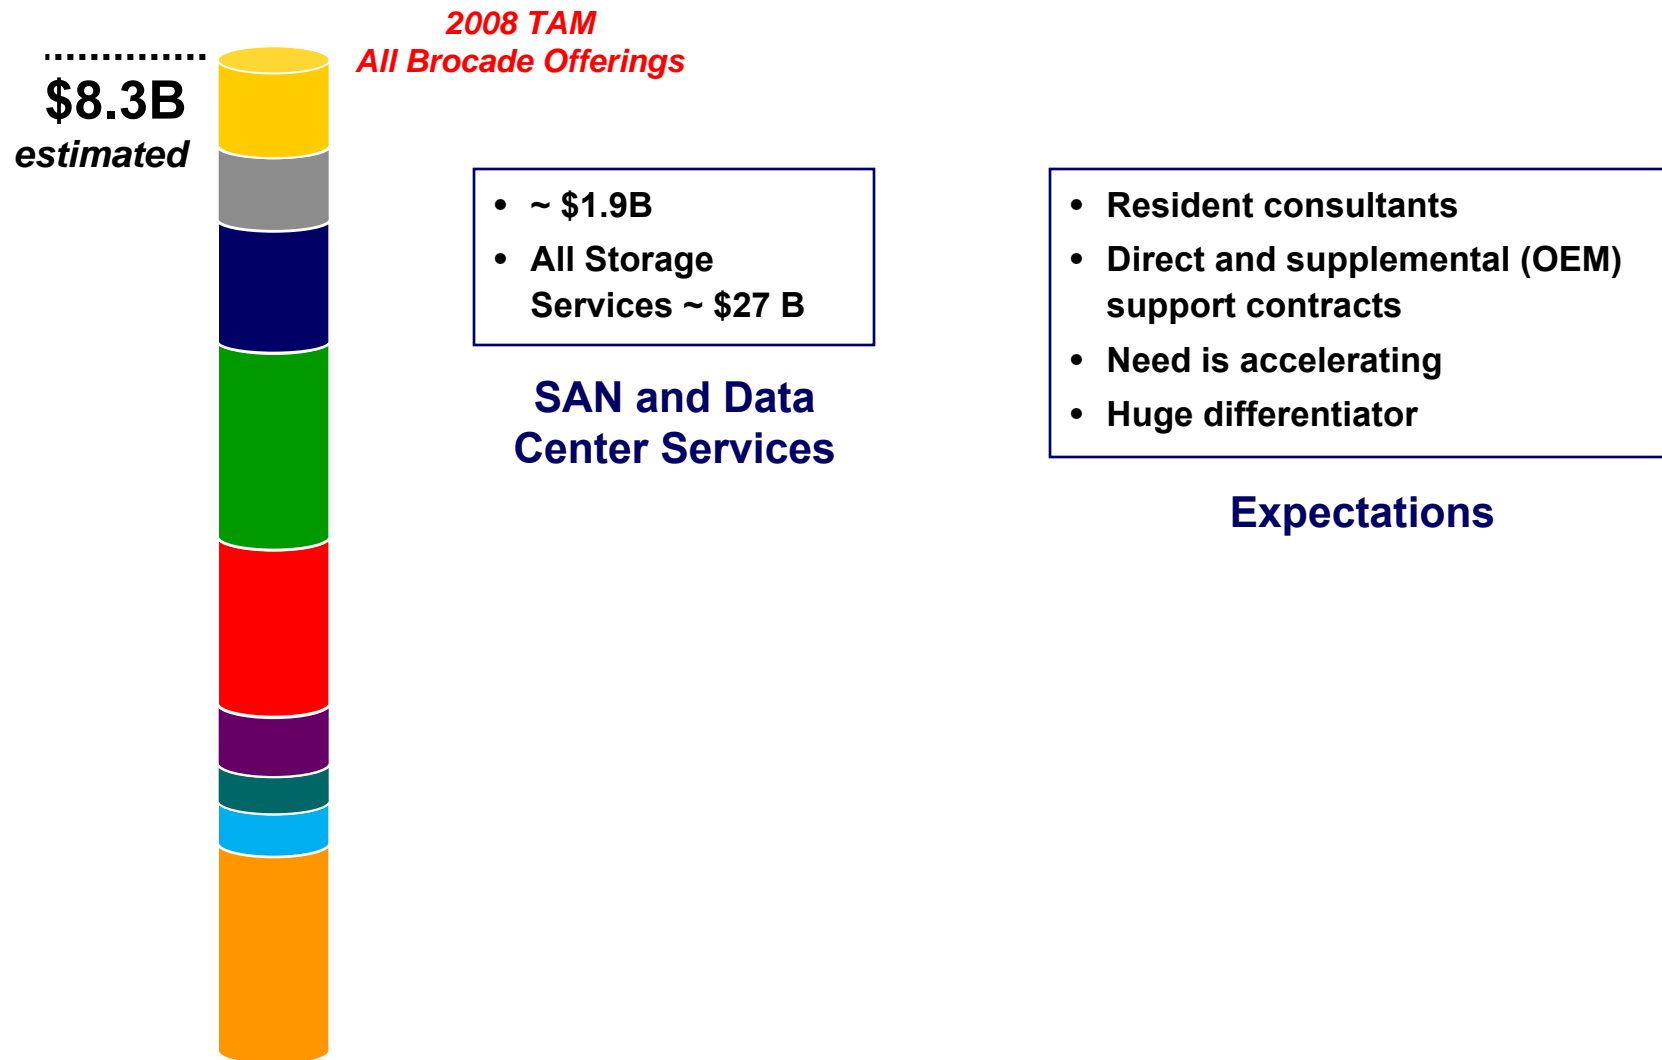 2008 TAM
All Brocade Offerings
$8.3B
estimated
• ~ $1.9B
• All Storage
Services ~ $27 B
SAN and Data
Center Services
• Resident consultants
• Direct and supplemental (OEM)
support contracts
• Need is accelerating
• Huge differentiator
Expectations